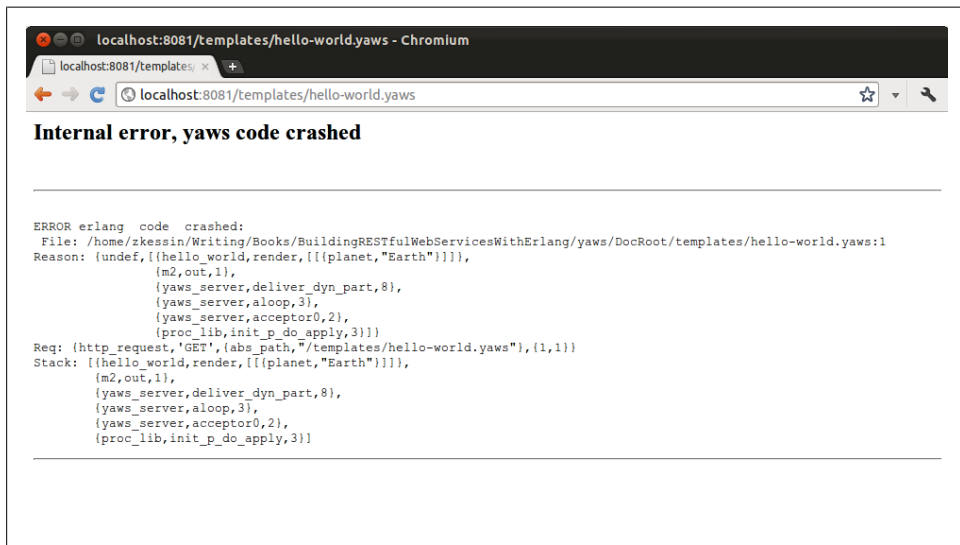 localhost:8081/templates/hello-world.yaws - Chromium
localhost:8081/templates/
localhost:8081/templates/hello-world.yaws
Internal error, yaws code crashed
ERROR erlang  code  crashed:
 File: /home/zkessin/Writing/Books/BuildingRESTfulWebServicesWithErlang/yaws/DocRoot/templates/hello-world.yaws:1
Reason: {undef,[{hello_world,render,[[{planet,"Earth"}]]},
                {m2,out,1},
                {yaws_server,deliver_dyn_part,8},
                {yaws_server,aloop,3},
                {yaws_server,acceptor0,2},
                {proc_lib,init_p_do_apply,3}]}
Req: {http_request,'GET',{abs_path,"/templates/hello-world.yaws"},{1,1}}
Stack: [{hello_world,render,[[{planet,"Earth"}]]},
        {m2,out,1},
        {yaws_server,deliver_dyn_part,8},
        {yaws_server,aloop,3},
        {yaws_server,acceptor0,2},
        {proc_lib,init_p_do_apply,3}]